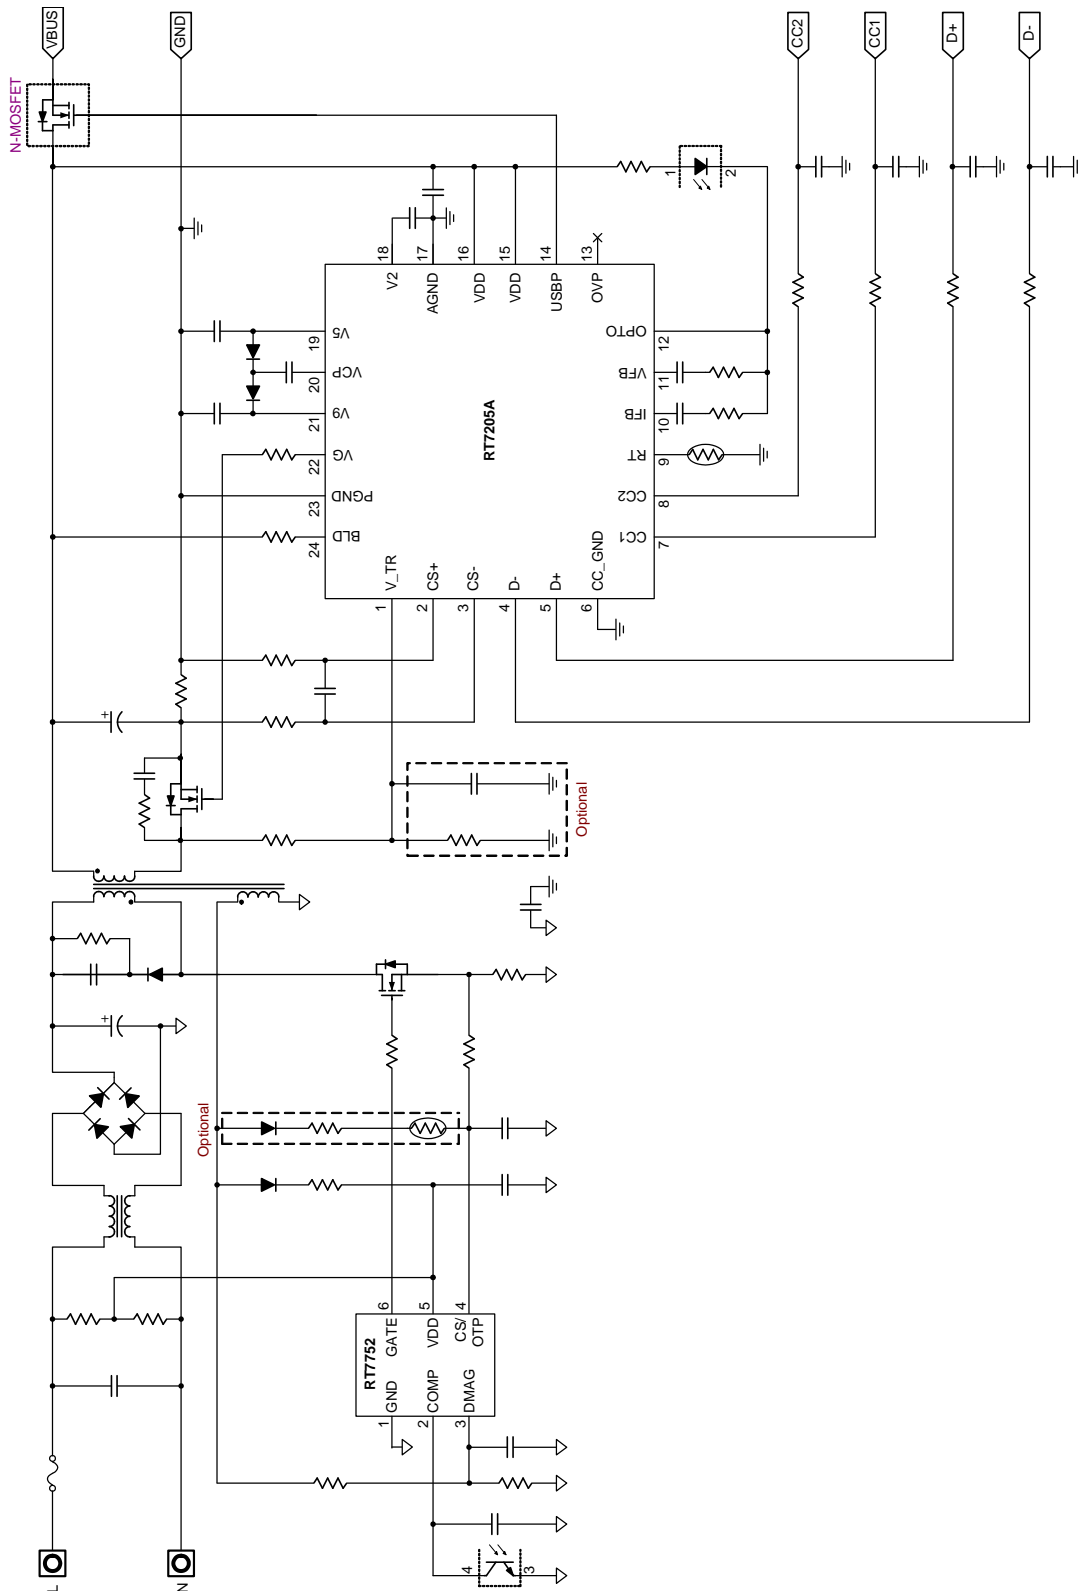 VBUS
GND
CC2
CC1
D+
D-
N-MOSFET
1
2
18
17
16
15
14
13
V2
AGND
VDD
VDD
USBP
OVP
19
V5
20
VCP
21
V9
22
VG
23
PGND
24
BLD
OPTO
12
VFB
11
IFB
10
RT
9
CC2
8
CC1
7
RT7205A
V_TR
CS+
CS-
D-
D+
CC_GND
1
2
3
4
5
6
+
Optional
+
Optional
6
5
4
GATE
VDD
CS/
OTP
RT7752
GND
COMP
DMAG
1
2
3
4
3
L
N